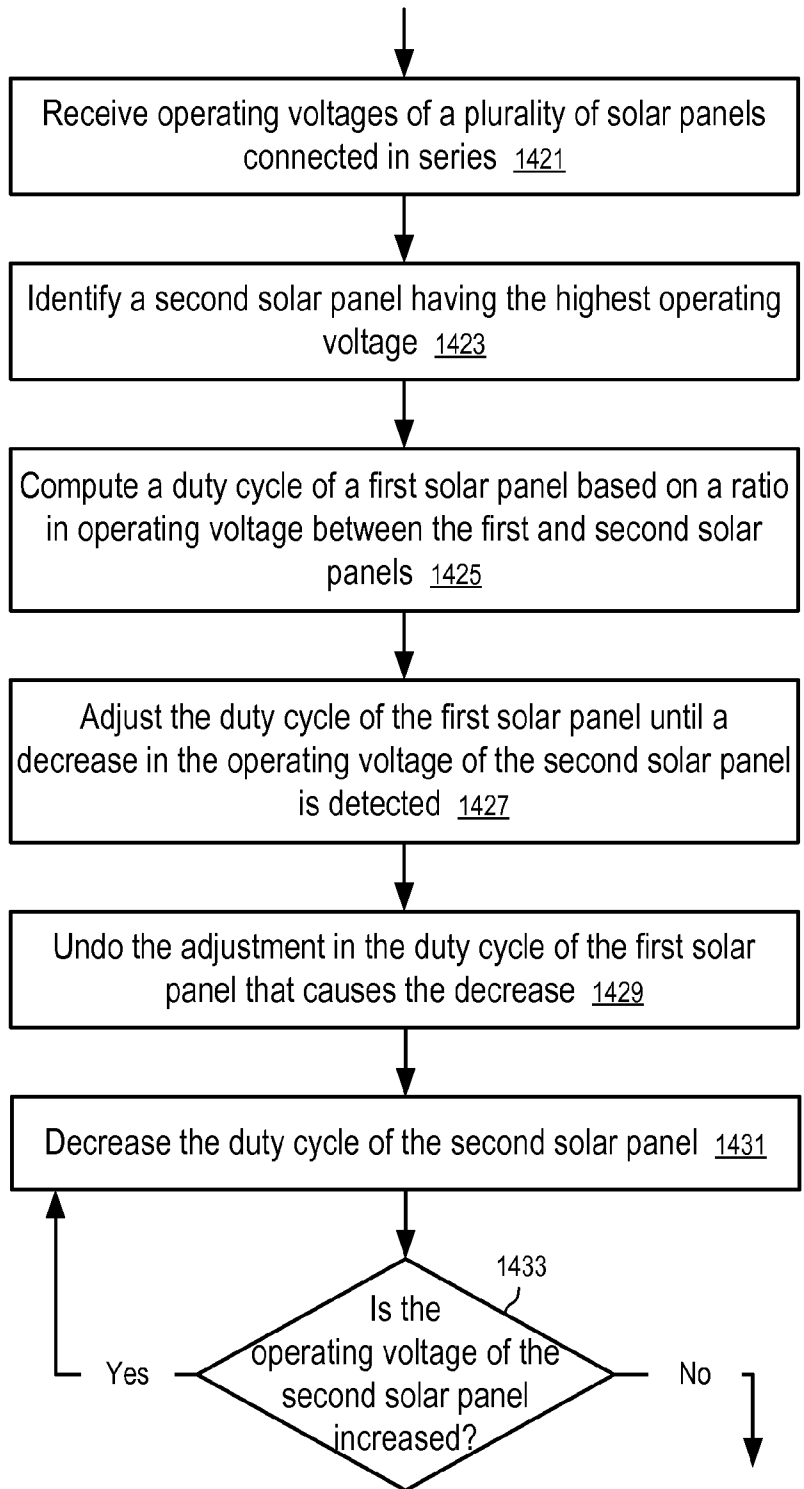 Receive operating voltages of a plurality of solar panels
connected in series 1421
Identify a second solar panel having the highest operating
voltage 1423
Compute a duty cycle of a first solar panel based on a ratio
in operating voltage between the first and second solar
panels 1425
Adjust the duty cycle of the first solar panel until a
decrease in the operating voltage of the second solar panel
is detected 1427
Undo the adjustment in the duty cycle of the first solar
panel that causes the decrease 1429
Decrease the duty cycle of the second solar panel 1431
1433
Is the
operating voltage of the
second solar panel
increased?
Yes
No